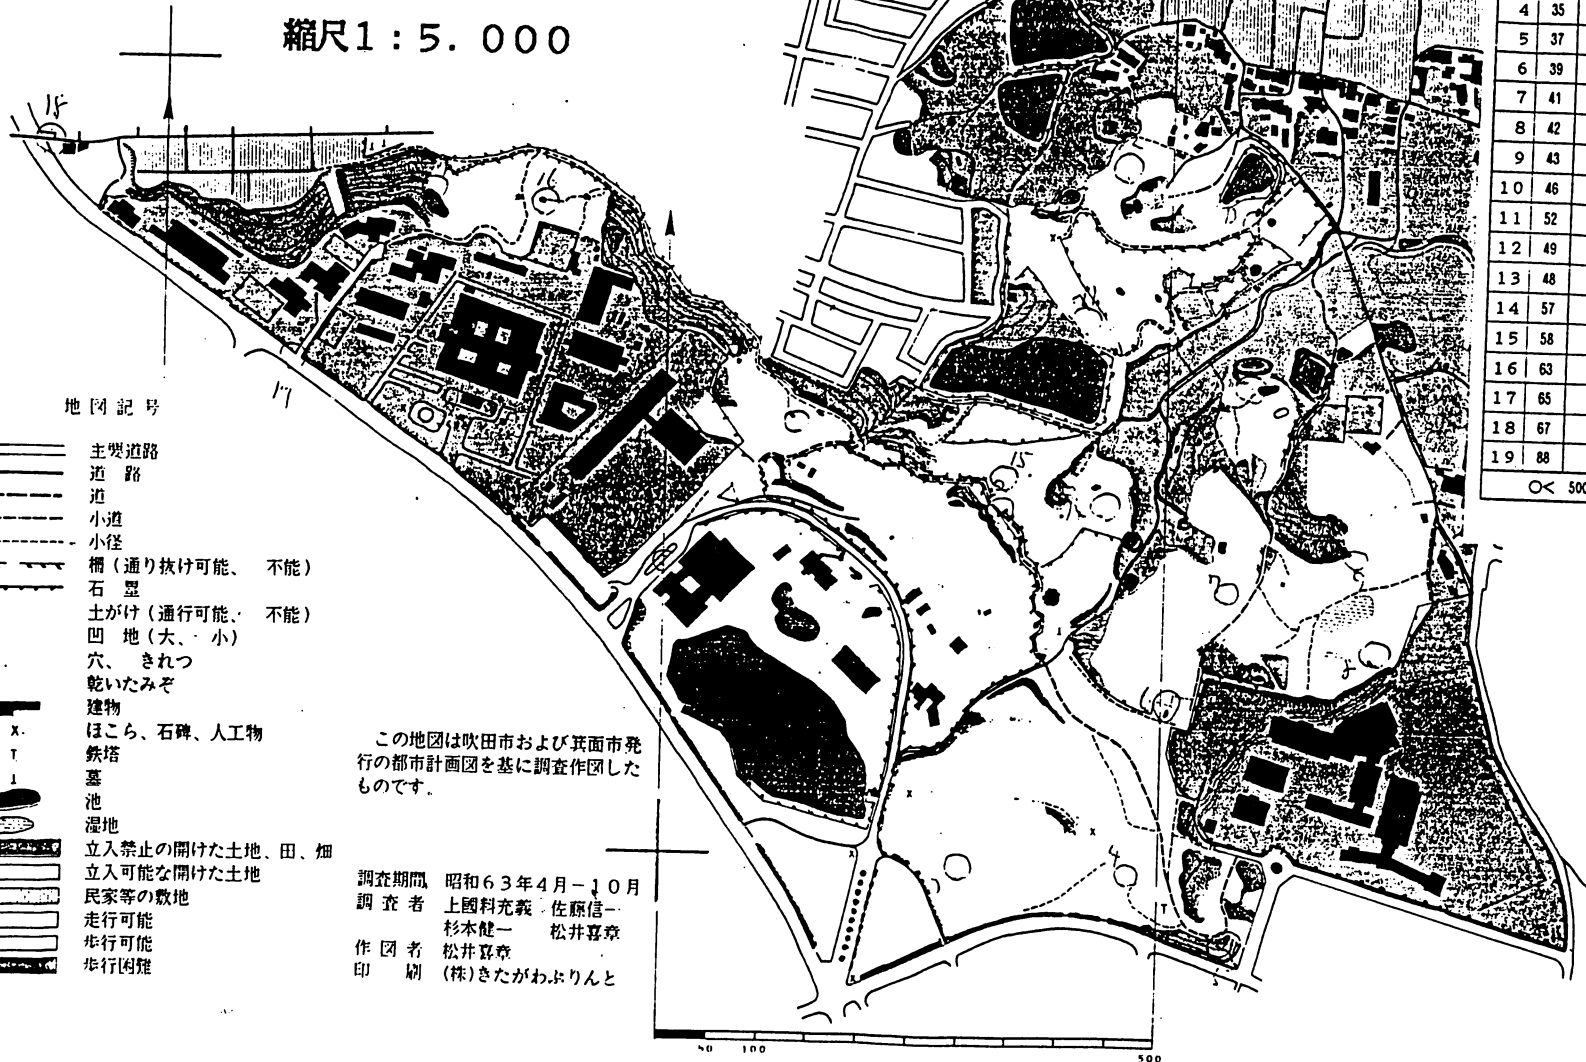 縮尺1:5.000
4 35
5 37
6 39
7 41
8 42
9 43
10 46
11 52
12 49
13 48
14 57
15 58
16 63
17 65
18 67
19 88
○< 500
18
16
17
15
7
2
4
地図記号
主要道路
道 路
道
小道
小径
柵(通り抜け可能、 不能)
石 塁
土がけ(通行可能、 不能)
凹 地(大、小)
穴、 きれつ
乾いたみぞ
建物
x ほこら、石碑、人工物
T 鉄塔
⊥ 墓
池
湿地
立入禁止の開けた土地、田、畑
立入可能な開けた土地
民家等の敷地
走行可能
歩行可能
歩行困難
この地図は吹田市および箕面市発
行の都市計画図を基に調査作図した
ものです。
調査期間 昭和63年4月-10月
調 査 者 上國料充義 佐藤信一
杉本健一 松井喜章
作 図 者 松井喜章
印 刷 (株)きたがわぷりんと
50 100 500